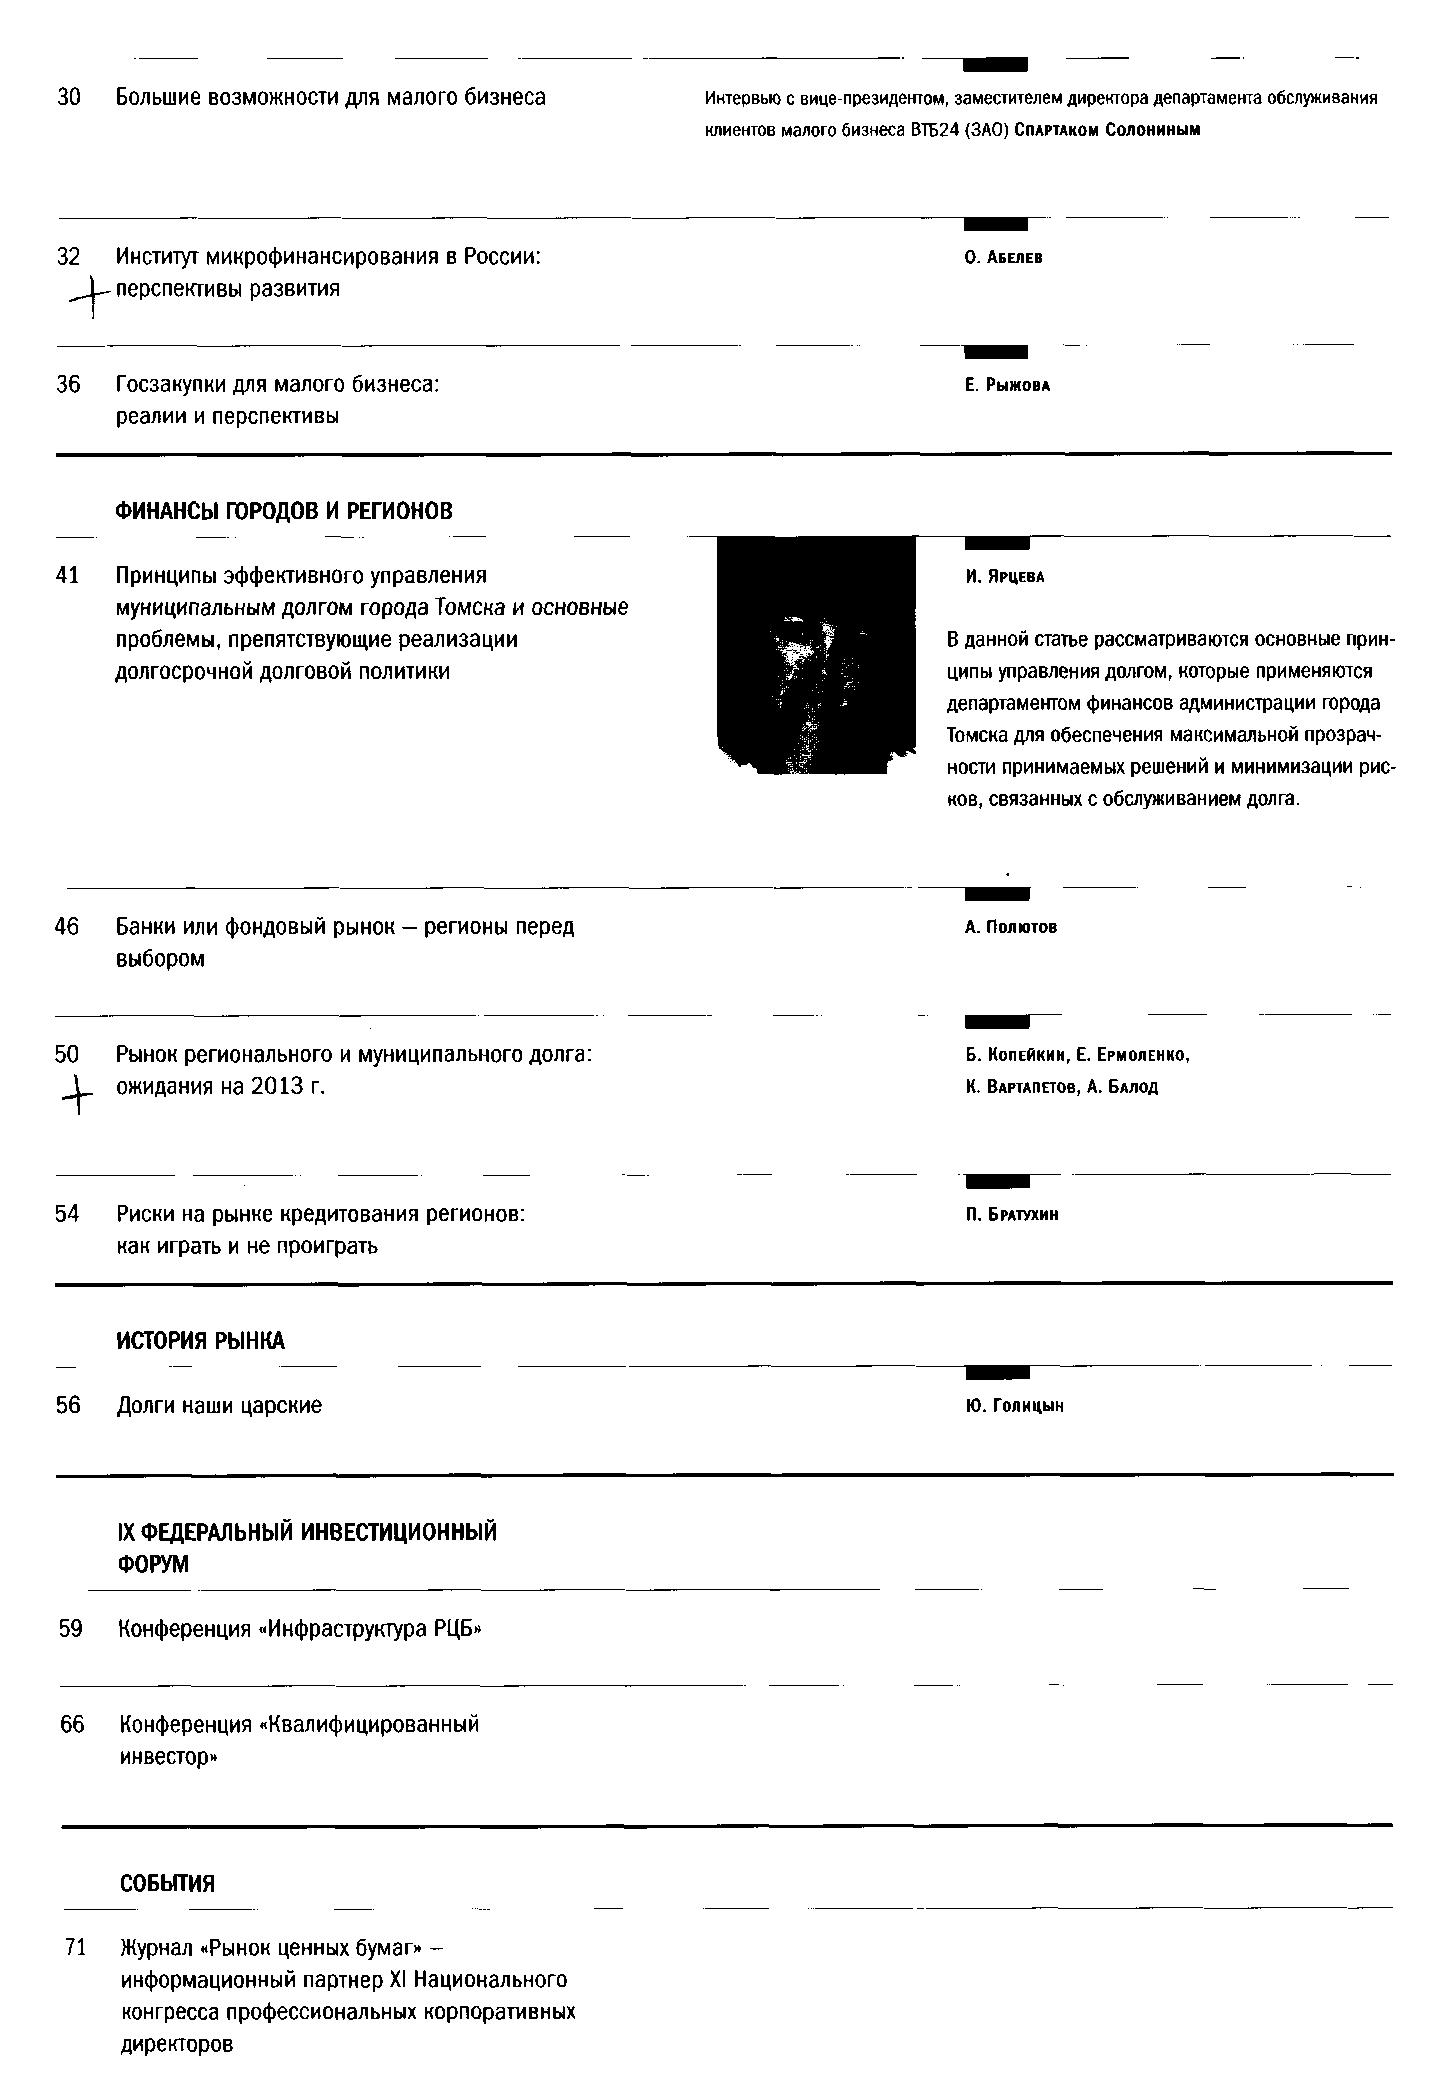 30 Большие возможности для малого бизнеса
Интервью с вице-президентом, заместителем директора департамента обслуживания
клиентов малого бизнеса ВТБ24 (ЗАО) Спартаком Солониным
32 Институт микрофинансирования в России:
перспективы развития
О. Абелев
36 Госзакупки для малого бизнеса:
реалии и перспективы
Е. Рыжова
ФИНАНСЫ ГОРОДОВ И РЕГИОНОВ
41 Принципы эффективного управления
муниципальным долгом города Томска и основные
проблемы, препятствующие реализации
долгосрочной долговой политики
И. Ярцева
В данной статье рассматриваются основные прин-
ципы управления долгом, которые применяются
департаментом финансов администрации города
Томска для обеспечения максимальной прозрач-
ности принимаемых решений и минимизации рис-
ков, связанных с обслуживанием долга.
46 Банки или фондовый рынок — регионы перед
выбором
А. Полютов
50 Рынок регионального и муниципального долга:
ожидания на 2013 г.
Б. Копейкин, Е. Ермоленко,
К. Вартапетов, А. Балод
54 Риски на рынке кредитования регионов:
как играть и не проиграть
П. Братухин
ИСТОРИЯ РЫНКА
56 Долги наши царские
Ю. Голицын
IX ФЕДЕРАЛЬНЫЙ ИНВЕСТИЦИОННЫЙ
ФОРУМ
59 Конференция «Инфраструктура РЦБ»
66 Конференция «Квалифицированный
инвестор»
СОБЫТИЯ
71 Журнал «Рынок ценных бумаг» –
информационный партнер XI Национального
конгресса профессиональных корпоративных
директоров